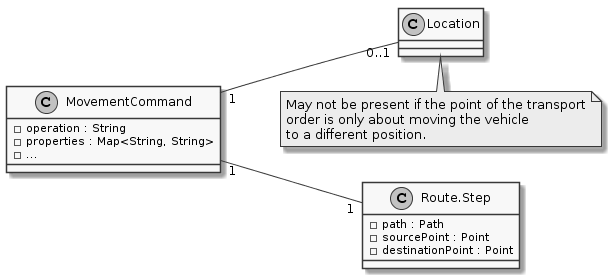 C Location
0..1
1
May not be present if the point of the transport
order is only about moving the vehicle
to a different position.
C MovementCommand
operation : String
properties : Map<String, String>
...
1
1
C Route.Step
path : Path
sourcePoint : Point
destinationPoint : Point